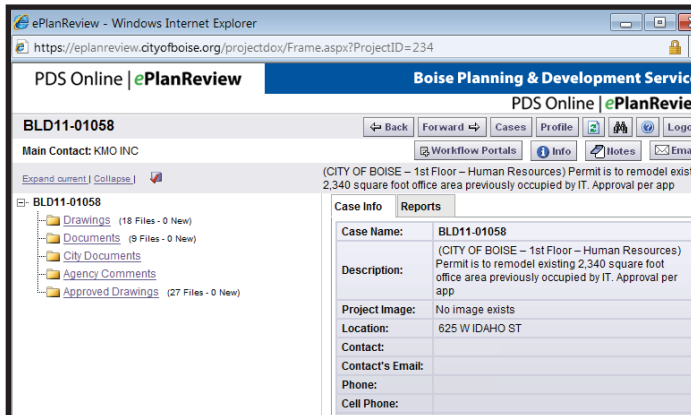 ePlanReview - Windows Internet Explorer
https://eplanreview.cityofboise.org/projectdox/Frame.aspx?ProjectID=234
PDS Online | ePlanReview
Boise Planning & Development Servic
PDS Online | ePlanRevie
BLD11-01058
Back Forward Cases Profile Logo
Main Contact: KMO INC
Workflow Portals Info Notes Ema
Expand current | Collapse |
(CITY OF BOISE – 1st Floor – Human Resources) Permit is to remodel exist
2,340 square foot office area previously occupied by IT. Approval per app
BLD11-01058
Drawings (18 Files - 0 New)
Documents (9 Files - 0 New)
City Documents
Agency Comments
Approved Drawings (27 Files - 0 New)
Case Info Reports
Case Name: BLD11-01058
Description: (CITY OF BOISE – 1st Floor – Human Resources)
Permit is to remodel existing 2,340 square foot
office area previously occupied by IT. Approval per
app
Project Image: No image exists
Location: 625 W IDAHO ST
Contact:
Contact's Email:
Phone:
Cell Phone: